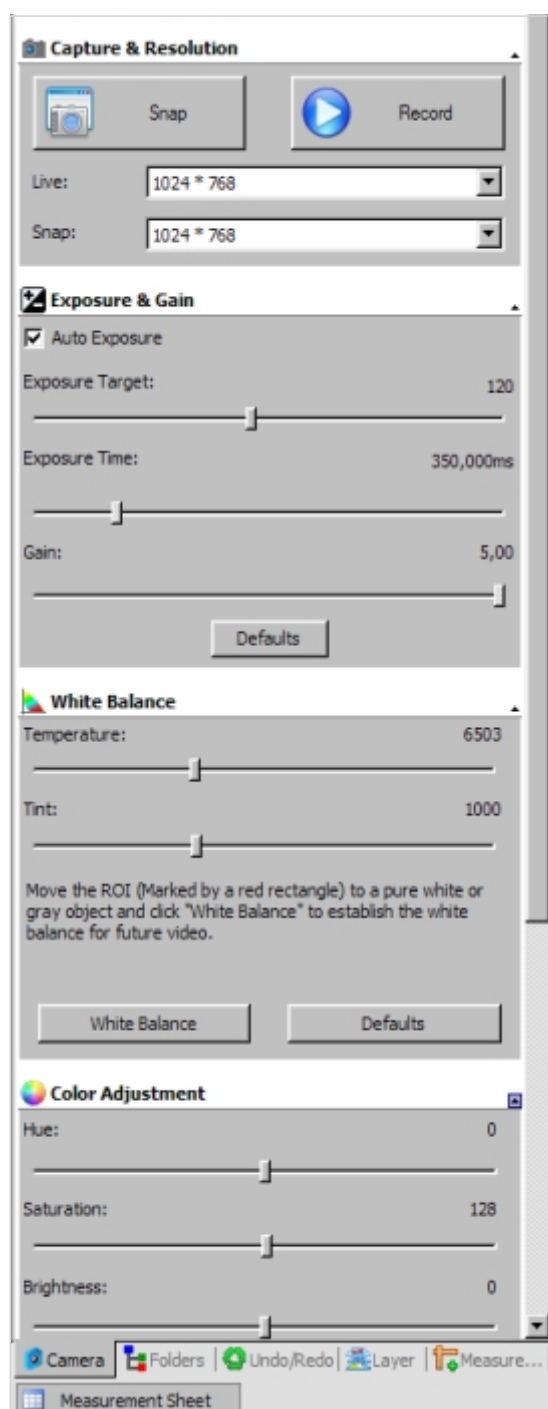 Capture & Resolution
Snap
Record
Live:
1024 * 768
Snap:
1024 * 768
Exposure & Gain
Auto Exposure
Exposure Target:
120
Exposure Time:
350,000ms
Gain:
5,00
Defaults
White Balance
Temperature:
6503
Tint:
1000
Move the ROI (Marked by a red rectangle) to a pure white or
gray object and click "White Balance" to establish the white
balance for future video.
White Balance
Defaults
Color Adjustment
Hue:
0
Saturation:
128
Brightness:
0
Camera
Folders
Undo/Redo
Layer
Measure...
Measurement Sheet